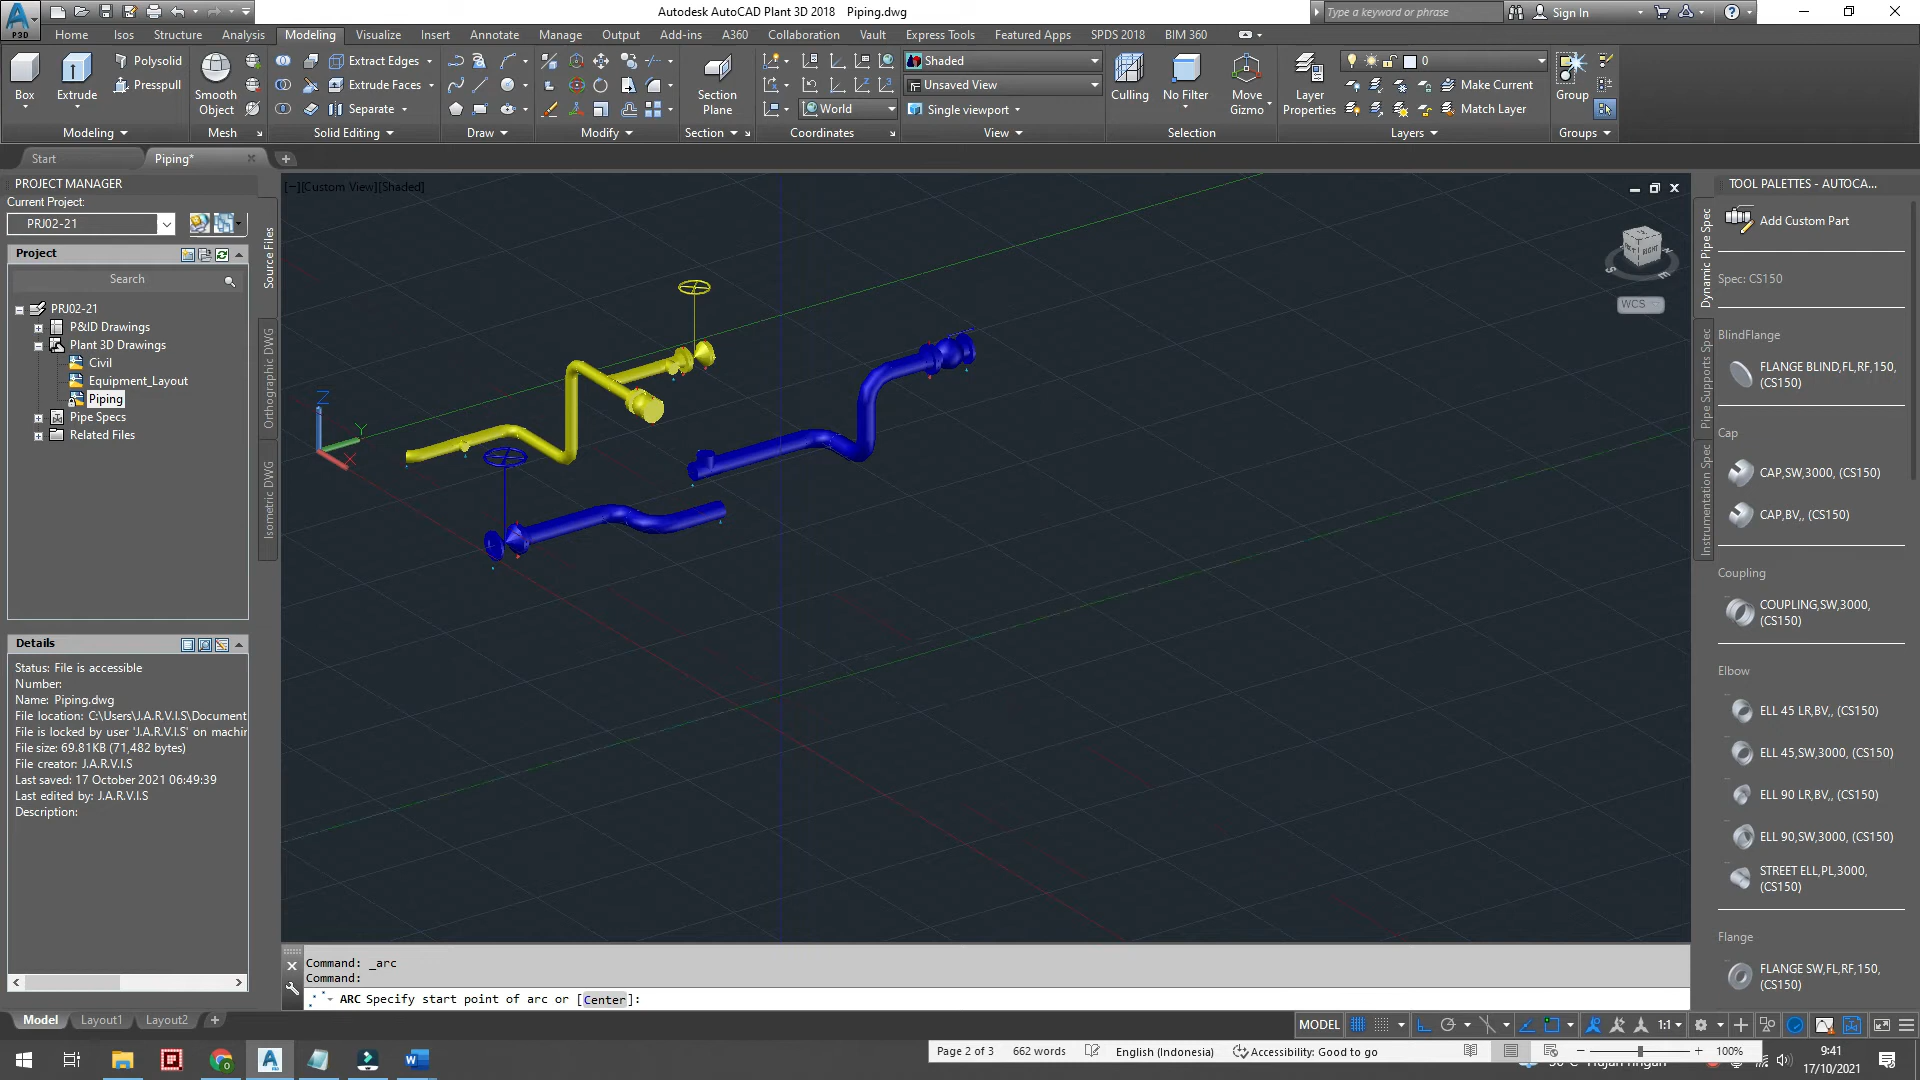 Autodesk AutoCAD Plant 3D 2018 Piping.dwg
Type a keyword or phrase
Sign In
P3D
Home Isos Structure Analysis Modeling Visualize Insert Annotate Manage Output Add-ins A360 Collaboration Vault Express Tools Featured Apps SPDS 2018 BIM 360
Box
Extrude
Polysolid
Presspull
Smooth Object
Extract Edges
Extrude Faces
Separate
Section Plane
World
Shaded
Unsaved View
Single viewport
Culling
No Filter
Move Gizmo
Layer Properties
0
Make Current
Match Layer
Group
Modeling Mesh Solid Editing Draw Modify Section Coordinates View Selection Layers Groups
Start
Piping*
PROJECT MANAGER
Current Project:
PRJ02-21
Project
Search
PRJ02-21
P&ID Drawings
Plant 3D Drawings
Civil
Equipment_Layout
Piping
Pipe Specs
Related Files
Source Files
Orthographic DWG
Isometric DWG
Details
Status: File is accessible
Number:
Name: Piping.dwg
File location: C:\Users\J.A.R.V.I.S\Document
File is locked by user 'J.A.R.V.I.S' on machin
File size: 69.81KB (71,482 bytes)
File creator: J.A.R.V.I.S
Last saved: 17 October 2021 06:49:39
Last edited by: J.A.R.V.I.S
Description:
[−][Custom View][Shaded]
Z
Y
X
RIGHT
S
E
WCS
TOOL PALETTES - AUTOCA...
Dynamic Pipe Spec
Pipe Supports Spec
Instrumentation Spec
Add Custom Part
Spec: CS150
BlindFlange
FLANGE BLIND,FL,RF,150, (CS150)
Cap
CAP,SW,3000, (CS150)
CAP,BV,, (CS150)
Coupling
COUPLING,SW,3000, (CS150)
Elbow
ELL 45 LR,BV,, (CS150)
ELL 45,SW,3000, (CS150)
ELL 90 LR,BV,, (CS150)
ELL 90,SW,3000, (CS150)
STREET ELL,PL,3000, (CS150)
Flange
FLANGE SW,FL,RF,150, (CS150)
Command: _arc
Command:
ARC Specify start point of arc or [Center]:
Model Layout1 Layout2
MODEL
1:1
Page 2 of 3 662 words English (Indonesia) Accessibility: Good to go 100%
9:41
17/10/2021